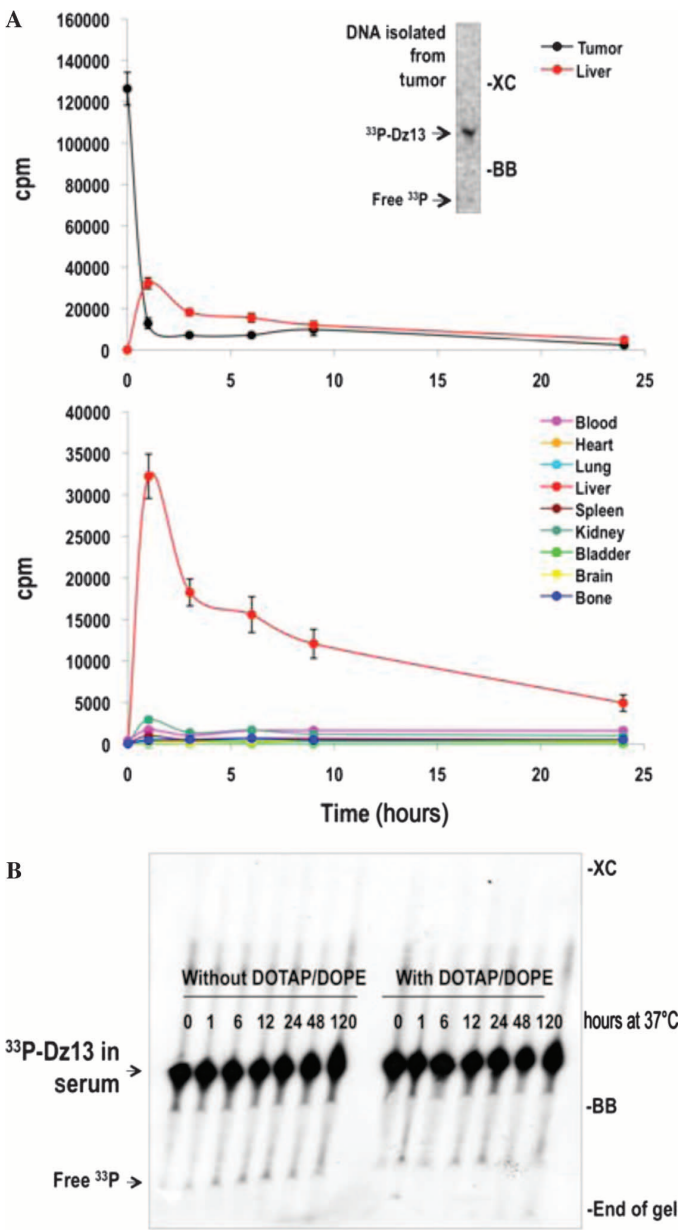 A
160000
140000
120000
100000
80000
60000
40000
20000
0
cpm
0 5 10 15 20 25
DNA isolated
from
tumor
-XC
³³P-Dz13
-BB
Free ³³P
Tumor
Liver
40000
35000
30000
25000
20000
15000
10000
5000
0
cpm
0 5 10 15 20 25
Time (hours)
Blood
Heart
Lung
Liver
Spleen
Kidney
Bladder
Brain
Bone
B
-XC
Without DOTAP/DOPE With DOTAP/DOPE
0 1 6 12 24 48 120 0 1 6 12 24 48 120 hours at 37°C
³³P-Dz13 in
serum
-BB
Free ³³P
-End of gel